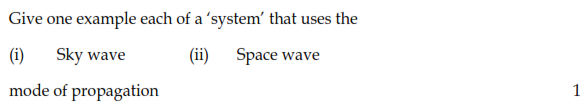 Give one example each of a ‘system’ that uses the
(i) Sky wave (ii) Space wave
mode of propagation 1